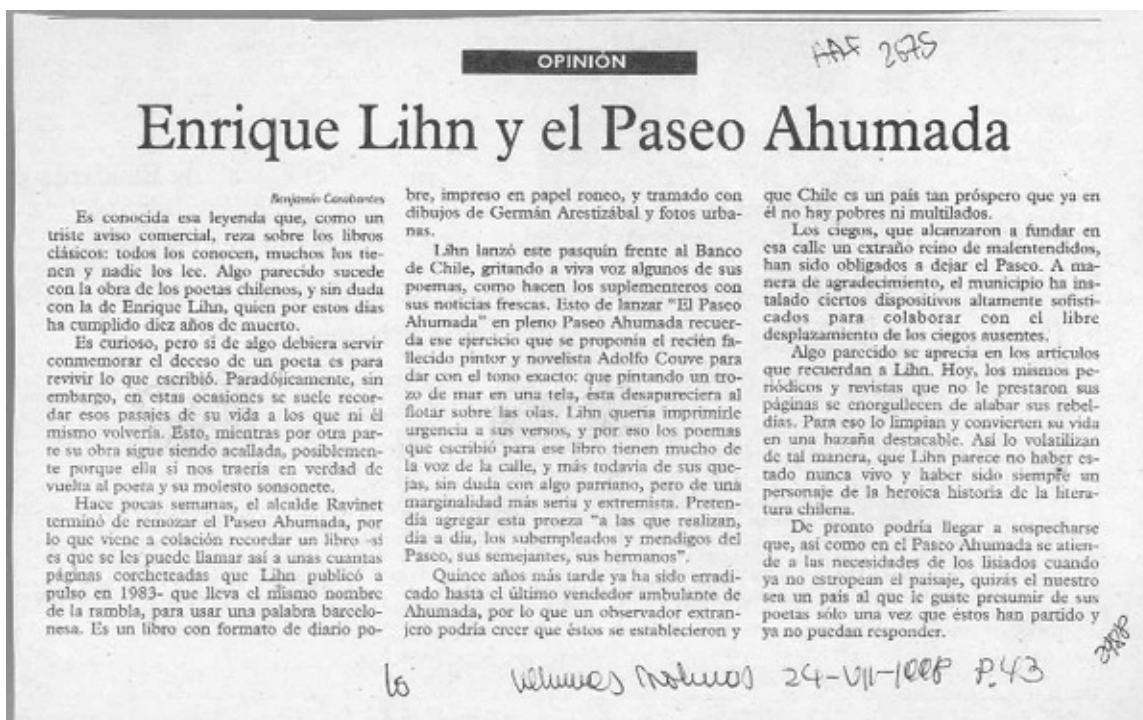 OPINIÓN
AAF 2675
Enrique Lihn y el Paseo Ahumada
Benjamín
Es conocida esa leyenda que, como un
triste aviso comercial, reza sobre los libros
clásicos: todos los conocen, muchos los tie-
nen y nadie los lee. Algo parecido sucede
con la obra de los poetas chilenos, y sin duda
con la de Enrique Lihn, quien por estos días
ha cumplido diez años de muerto.
Es curioso, pero si de algo debiera servir
conmemorar el deceso de un poeta es para
revivir lo que escribió. Paradójicamente, sin
embargo, en estas ocasiones se suele recor-
dar esos pasajes de su vida a los que ni él
mismo volvería. Esto, mientras por otra par-
te su obra sigue siendo acallada, posiblemen-
te porque ella sí nos traería en verdad de
vuelta al poeta y su molesto sonsonete.
Hace pocas semanas, el alcalde Ravinet
terminó de remozar el Paseo Ahumada, por
lo que viene a colación recordar un libro -si
es que se les puede llamar así a unas cuantas
páginas corcheteadas que Lihn publicó a
pulso en 1983- que lleva el mismo nombre
de la rambla, para usar una palabra barcelo-
nesa. Es un libro con formato de diario po-
bre, impreso en papel roneo, y tramado con
dibujos de Germán Arestizábal y fotos urba-
nas.
Lihn lanzó este pasquín frente al Banco
de Chile, gritando a viva voz algunos de sus
poemas, como hacen los suplementeros con
sus noticias frescas. Esto de lanzar "El Paseo
Ahumada" en pleno Paseo Ahumada recuer-
da ese ejercicio que se proponía el recién fa-
llecido pintor y novelista Adolfo Couve para
dar con el tono exacto: que pintando un tro-
zo de mar en una tela, ésta desapareciera al
flotar sobre las olas. Lihn quería imprimirle
urgencia a sus versos, y por eso los poemas
que escribió para ese libro tienen mucho de
la voz de la calle, y más todavía de sus que-
jas, sin duda con algo parriano, pero de una
marginalidad más seria y extremista. Preten-
día agregar esta proeza "a las que realizan,
día a día, los subempleados y mendigos del
Paseo, sus semejantes, sus hermanos".
Quince años más tarde ya ha sido erradi-
cado hasta el último vendedor ambulante de
Ahumada, por lo que un observador extran-
jero podría creer que éstos se establecieron y
que Chile es un país tan próspero que ya en
él no hay pobres ni multilados.
Los ciegos, que alcanzaron a fundar en
esa calle un extraño reino de malentendidos,
han sido obligados a dejar el Paseo. A ma-
nera de agradecimiento, el municipio ha ins-
talado ciertos dispositivos altamente sofisti-
cados para colaborar con el libre
desplazamiento de los ciegos ausentes.
Algo parecido se aprecia en los artículos
que recuerdan a Lihn. Hoy, los mismos pe-
riódicos y revistas que no le prestaron sus
páginas se enorgullecen de alabar sus rebel-
días. Para eso lo limpian y convierten su vida
en una hazaña destacable. Así lo volatilizan
de tal manera, que Lihn parece no haber es-
tado nunca vivo y haber sido siempre un
personaje de la heroica historia de la litera-
tura chilena.
De pronto podría llegar a sospecharse
que, así como en el Paseo Ahumada se atien-
de a las necesidades de los lisiados cuando
ya no estropean el paisaje, quizás el nuestro
sea un país al que le guste presumir de sus
poetas sólo una vez que éstos han partido y
ya no puedan responder.
24-VII-1998 P.43